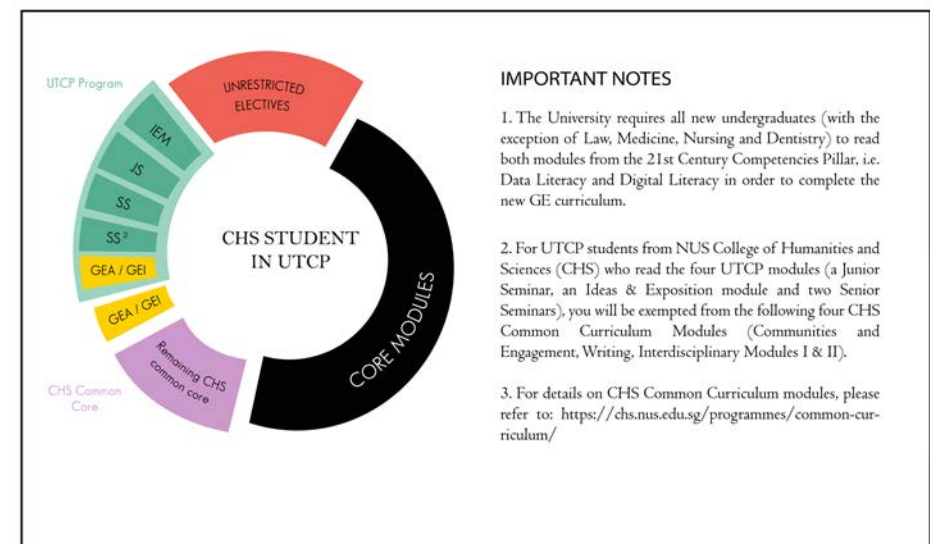 UTCP Program
UNRESTRICTED
ELECTIVES
IEM
JS
SS
SS²
GEA / GEI
GEA / GEI
Remaining CHS
common core
CHS Common
Core
CHS STUDENT
IN UTCP
CORE MODULES
IMPORTANT NOTES
1. The University requires all new undergraduates (with the
exception of Law, Medicine, Nursing and Dentistry) to read
both modules from the 21st Century Competencies Pillar, i.e.
Data Literacy and Digital Literacy in order to complete the
new GE curriculum.
2. For UTCP students from NUS College of Humanities and
Sciences (CHS) who read the four UTCP modules (a Junior
Seminar, an Ideas & Exposition module and two Senior
Seminars), you will be exempted from the following four CHS
Common Curriculum Modules (Communities and
Engagement, Writing, Interdisciplinary Modules I & II).
3. For details on CHS Common Curriculum modules, please
refer to: https://chs.nus.edu.sg/programmes/common-cur-
riculum/